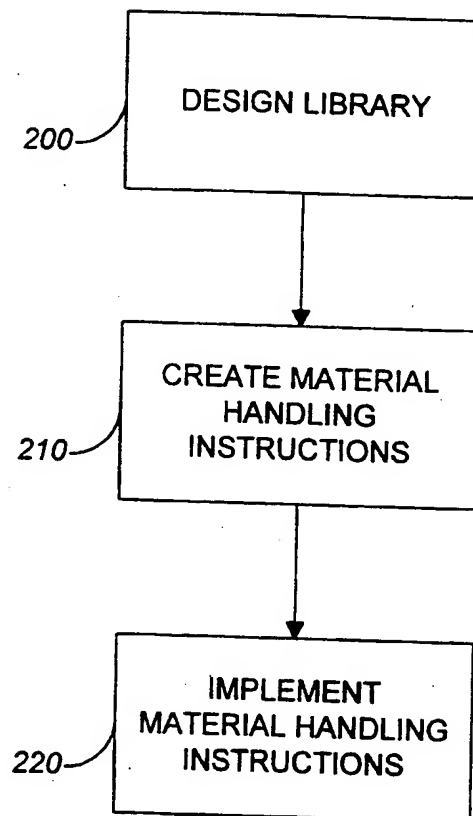 DESIGN LIBRARY
200
CREATE MATERIAL
HANDLING
INSTRUCTIONS
210
IMPLEMENT
MATERIAL HANDLING
INSTRUCTIONS
220